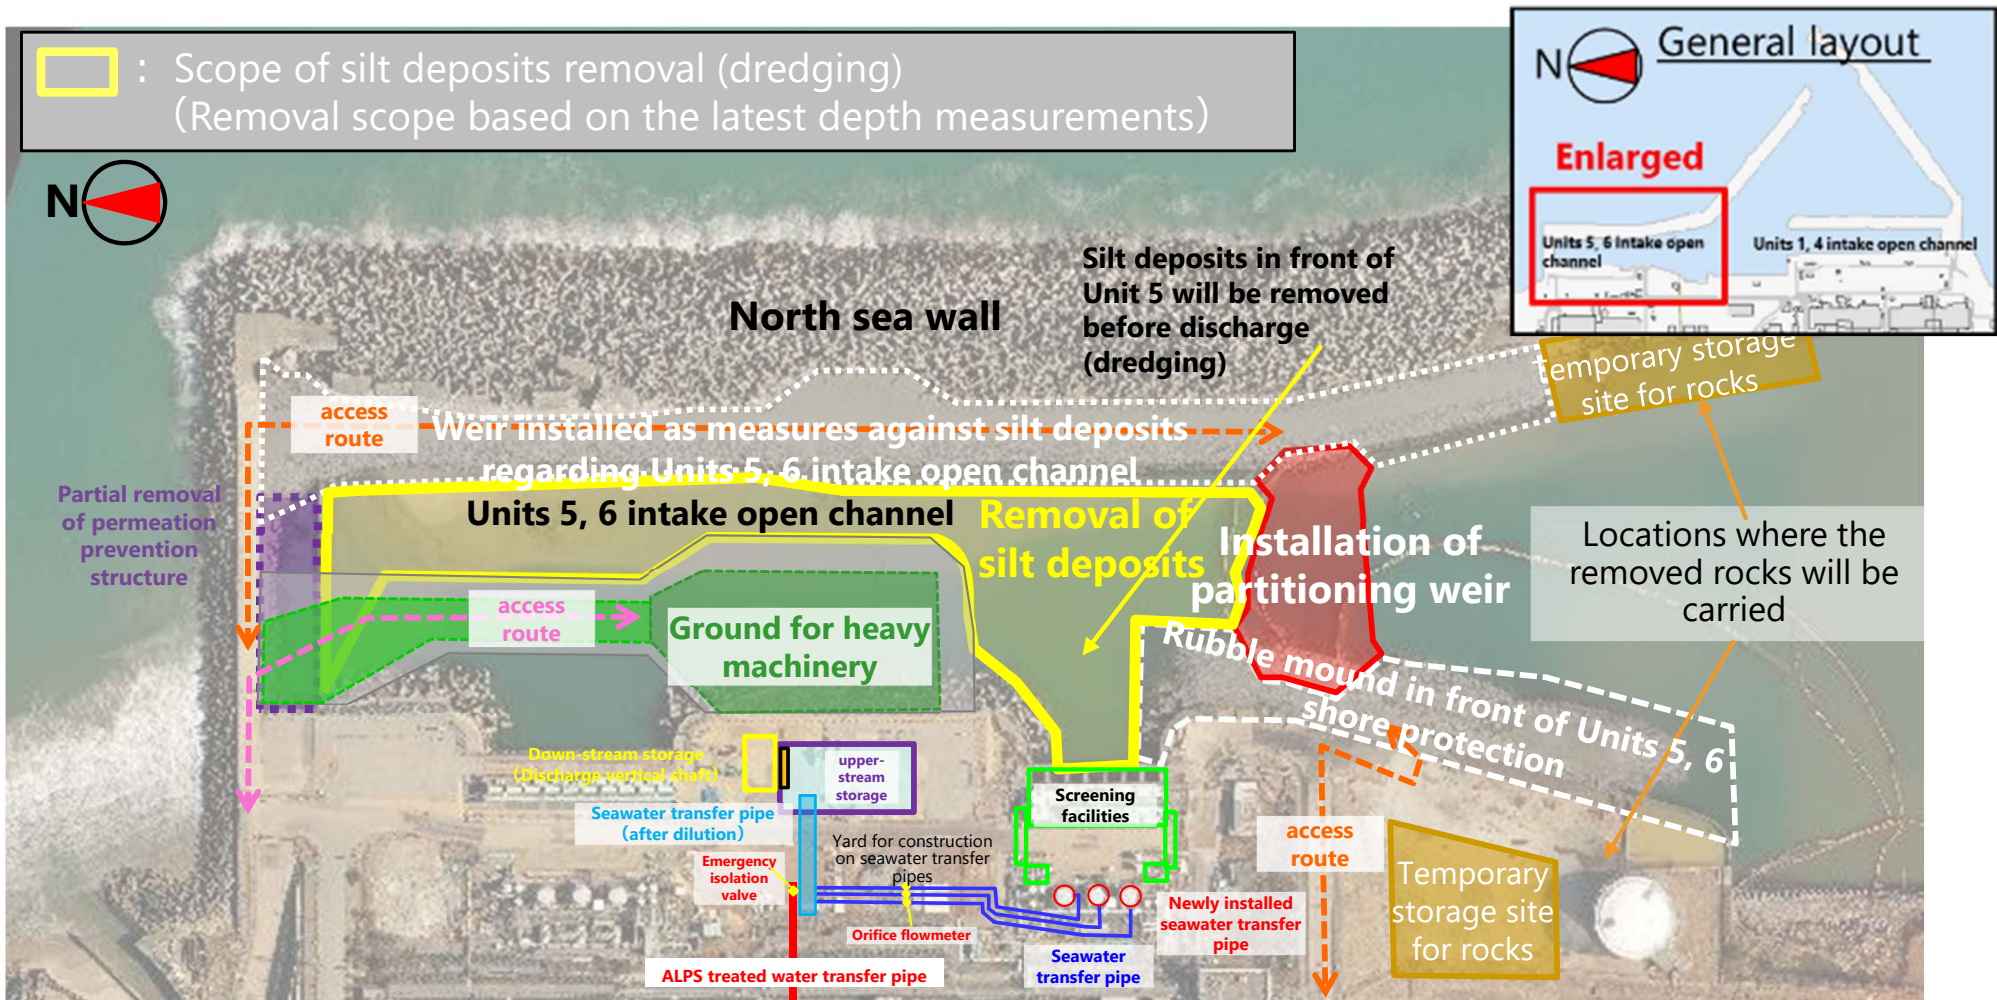 : Scope of silt deposits removal (dredging)
(Removal scope based on the latest depth measurements)
N
N
General layout
Enlarged
Units 5, 6 intake open
channel
Units 1, 4 intake open channel
North sea wall
Silt deposits in front of
Unit 5 will be removed
before discharge
(dredging)
Temporary storage
site for rocks
access
route
Weir installed as measures against silt deposits
regarding Units 5, 6 intake open channel
Units 5, 6 intake open channel
Removal of
silt deposits
Partial removal
of permeation
prevention
structure
Installation of
partitioning weir
Locations where the
removed rocks will be
carried
access
route
Ground for heavy
machinery
Rubble mound in front of Units 5, 6
shore protection
Down-stream storage
(Discharge vertical shaft)
upper-
stream
storage
Screening
facilities
Seawater transfer pipe
(after dilution)
Yard for construction
on seawater transfer
pipes
access
route
Emergency
isolation
valve
Temporary
storage site
for rocks
Newly installed
seawater transfer
pipe
Orifice flowmeter
Seawater
transfer pipe
ALPS treated water transfer pipe